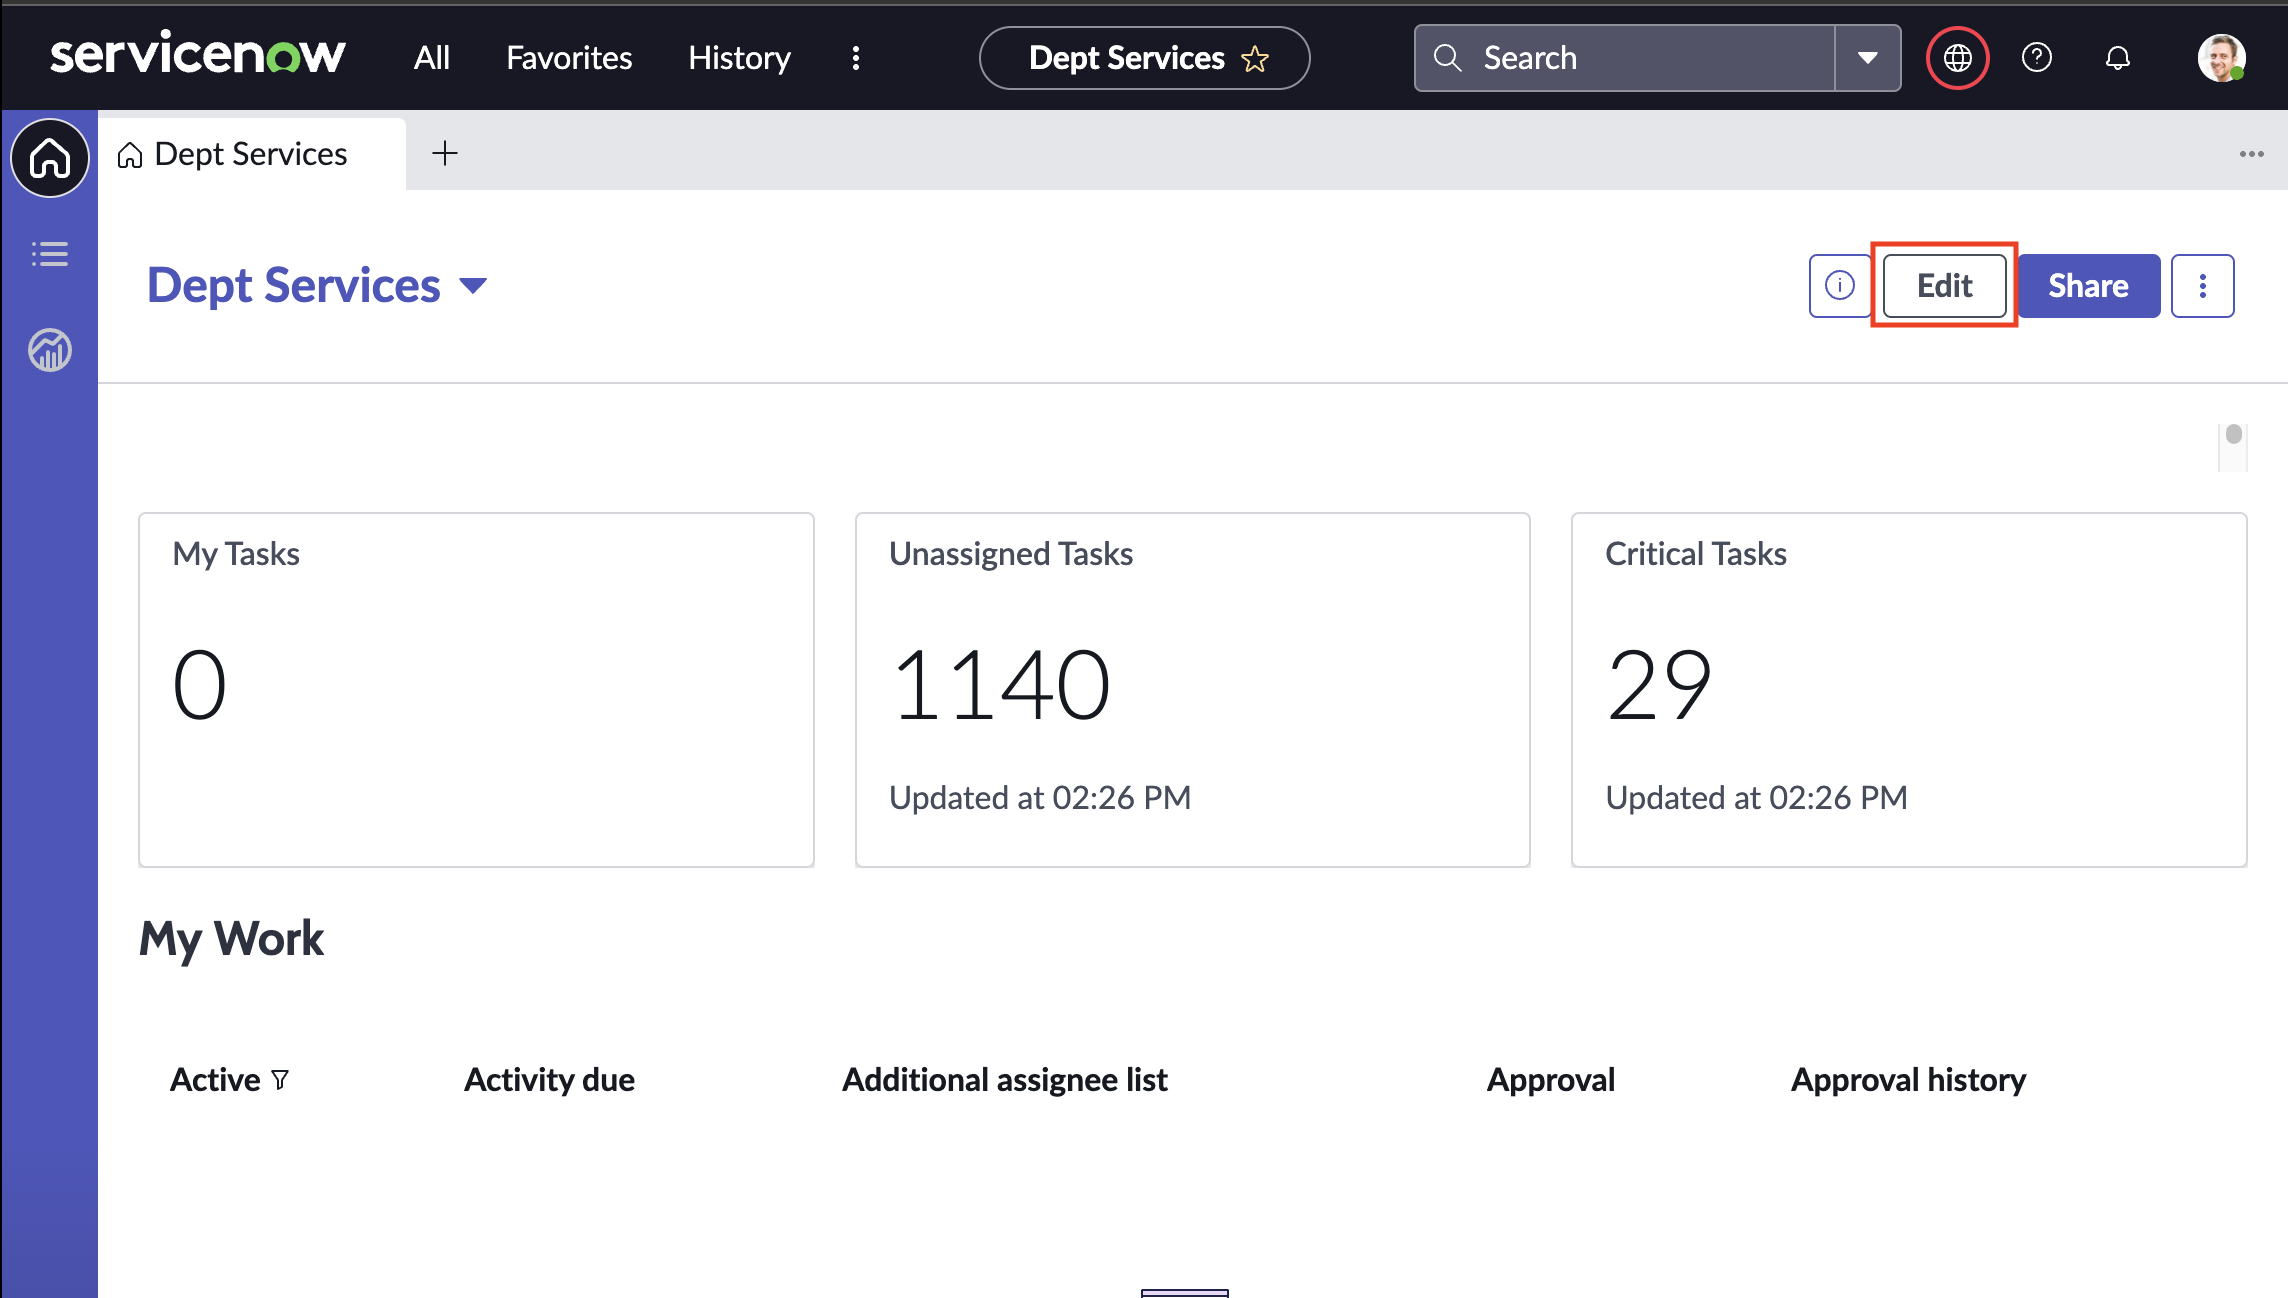 servicenow All Favorites History Dept Services Search
Dept Services
Dept Services Edit Share
My Tasks Unassigned Tasks Critical Tasks
0 1140 29
Updated at 02:26 PM Updated at 02:26 PM
My Work
Active Activity due Additional assignee list Approval Approval history